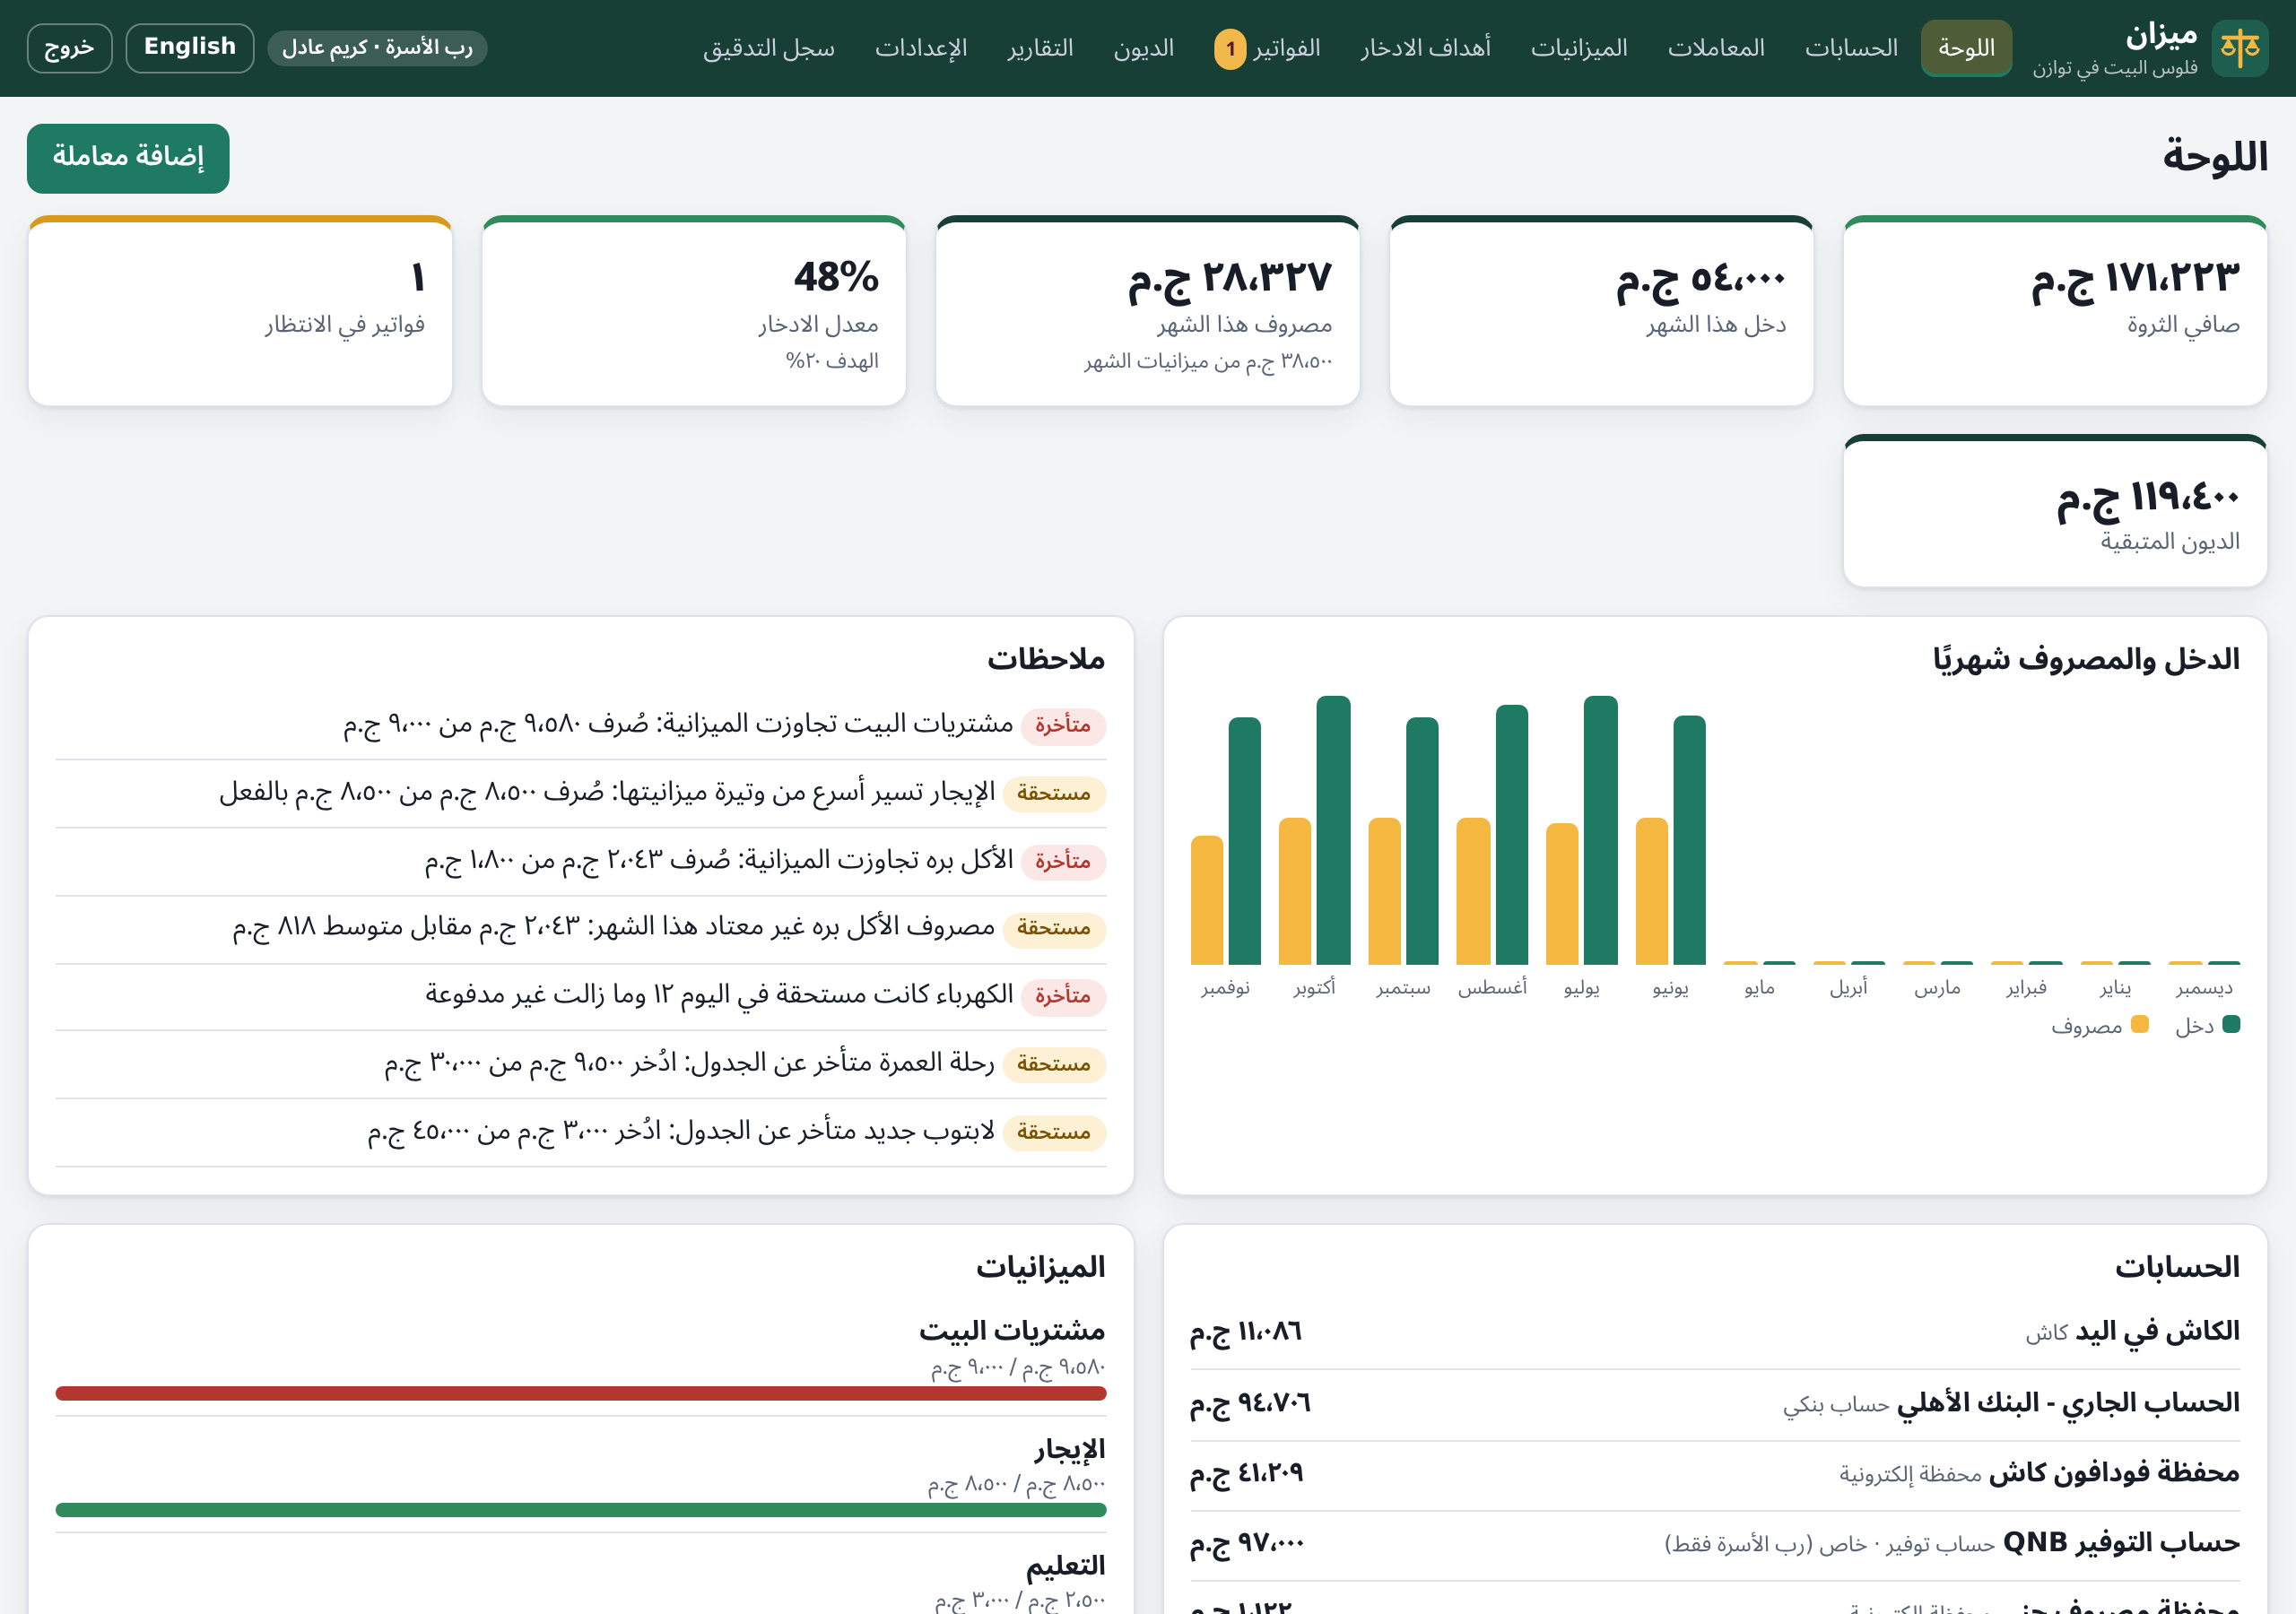 ميزان
فلوس البيت في توازن
اللوحة
الحسابات
المعاملات
الميزانيات
أهداف الادخار
الفواتير 1
الديون
التقارير
الإعدادات
سجل التدقيق
رب الأسرة · كريم عادل
English
خروج
اللوحة
إضافة معاملة
١٧١،٢٢٣ ج.م
صافي الثروة
٥٤،٠٠٠ ج.م
دخل هذا الشهر
٢٨،٣٢٧ ج.م
مصروف هذا الشهر
٣٨،٥٠٠ ج.م من ميزانيات الشهر
48%
معدل الادخار
الهدف ٢٠%
١
فواتير في الانتظار
١١٩،٤٠٠ ج.م
الديون المتبقية
الدخل والمصروف شهريًا
ديسمبر
يناير
فبراير
مارس
أبريل
مايو
يونيو
يوليو
أغسطس
سبتمبر
أكتوبر
نوفمبر
دخل
مصروف
ملاحظات
متأخرة مشتريات البيت تجاوزت الميزانية: صُرف ٩،٥٨٠ ج.م من ٩،٠٠٠ ج.م
مستحقة الإيجار تسير أسرع من وتيرة ميزانيتها: صُرف ٨،٥٠٠ ج.م من ٨،٥٠٠ ج.م بالفعل
متأخرة الأكل بره تجاوزت الميزانية: صُرف ٢،٠٤٣ ج.م من ١،٨٠٠ ج.م
مستحقة مصروف الأكل بره غير معتاد هذا الشهر: ٢،٠٤٣ ج.م مقابل متوسط ٨١٨ ج.م
متأخرة الكهرباء كانت مستحقة في اليوم ١٢ وما زالت غير مدفوعة
مستحقة رحلة العمرة متأخر عن الجدول: ادُخر ٩،٥٠٠ ج.م من ٣٠،٠٠٠ ج.م
مستحقة لابتوب جديد متأخر عن الجدول: ادُخر ٣،٠٠٠ ج.م من ٤٥،٠٠٠ ج.م
الحسابات
الكاش في اليد كاش ١١،٠٨٦ ج.م
الحساب الجاري - البنك الأهلي حساب بنكي ٩٤،٧٠٦ ج.م
محفظة فودافون كاش محفظة إلكترونية ٤١،٢٠٩ ج.م
حساب التوفير QNB حساب توفير · خاص (رب الأسرة فقط) ٩٧،٠٠٠ ج.م
محفظة مصروف محفظة إلكترونية ١،١٢٢ ج.م
الميزانيات
مشتريات البيت
٩،٥٨٠ ج.م / ٩،٠٠٠ ج.م
الإيجار
٨،٥٠٠ ج.م / ٨،٥٠٠ ج.م
التعليم
٢،٥٠٠ ج.م / ٣،٠٠٠ ج.م